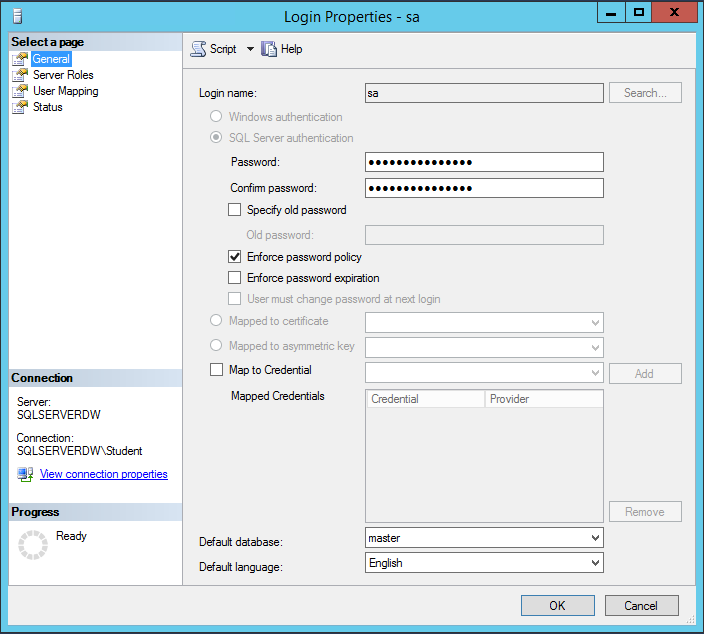 Login Properties - sa
Select a page
General
Server Roles
User Mapping
Status
Script
Help
Login name:
sa
Search...
Windows authentication
SQL Server authentication
Password:
●●●●●●●●●●●●●●●
Confirm password:
●●●●●●●●●●●●●●●
Specify old password
Old password:
Enforce password policy
Enforce password expiration
User must change password at next login
Mapped to certificate
Mapped to asymmetric key
Map to Credential
Add
Mapped Credentials
Credential
Provider
Remove
Default database:
master
Default language:
English
Connection
Server:
SQLSERVERDW
Connection:
SQLSERVERDW\Student
View connection properties
Progress
Ready
OK
Cancel